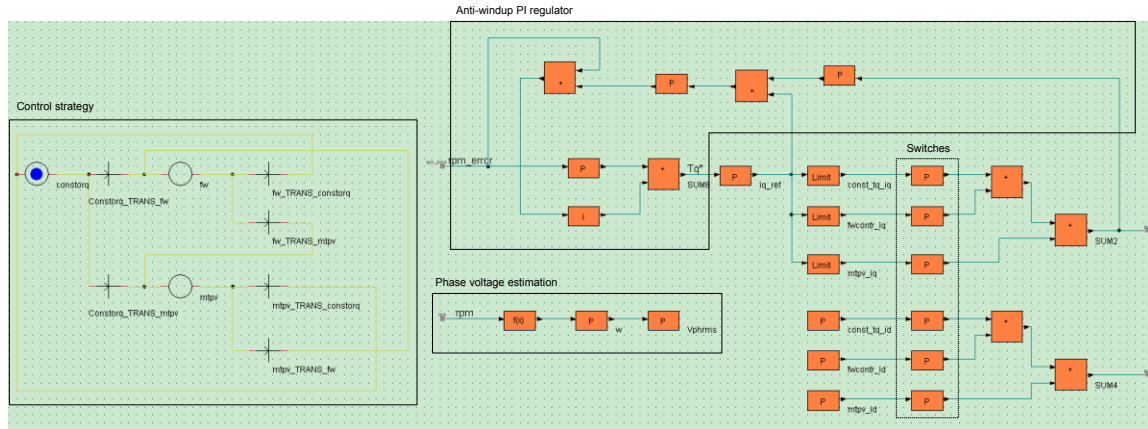 Anti-windup PI regulator
Control strategy
P
P
+
+
rpm_error
Switches
constorq
fw
Constorq_TRANS_fw
fw_TRANS_constorq
P
+
Tq*
SUM6
P
Iq_ref
Limit
const_tq_iq
P
+
I
Limit
fwcontr_iq
P
fw_TRANS_mtpv
+
SUM2
Limit
mtpv_iq
P
Phase voltage estimation
mtpv
Constorq_TRANS_mtpv
mtpv_TRANS_constorq
rpm
f(x)
P
w
P
Vphrms
P
const_tq_id
P
+
mtpv_TRANS_fw
P
fwcontr_id
P
+
SUM4
P
mtpv_id
P